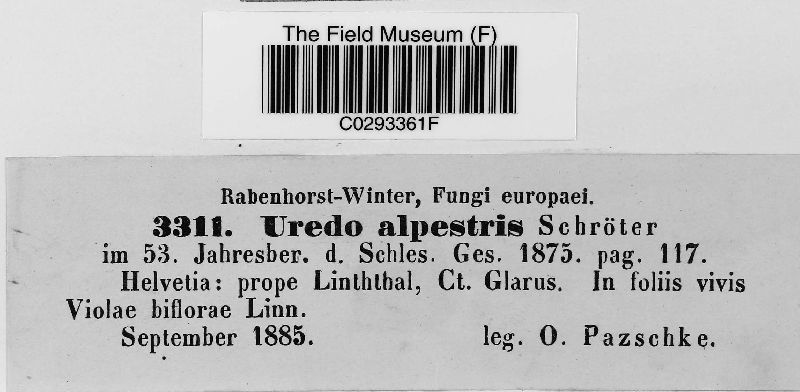 The Field Museum (F)
C0293361F
Rabenhorst-Winter, Fungi europaei.
3311. Uredo alpestris Schröter
im 53. Jahresber. d. Schles. Ges. 1875. pag. 117.
Helvetia: prope Linththal, Ct. Glarus. In foliis vivis
Violae biflorae Linn.
September 1885. leg. O. Pazschke.